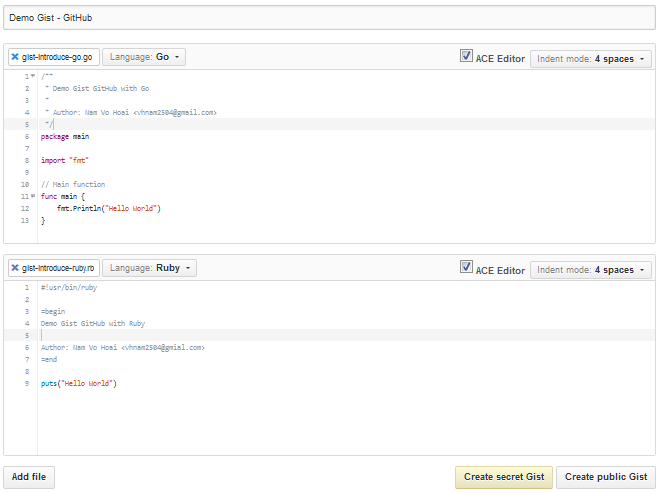 Demo Gist - GitHub
gist-introduce-go.go Language: Go ACE Editor Indent mode: 4 spaces
1 /**
2 * Demo Gist GitHub with Go
3 *
4 * Author: Nam Vo Hoai <vhnam2504@gmail.com>
5 */
6 package main
7
8 import "fmt"
9
10 // Main function
11 func main {
12 fmt.Println("Hello World")
13 }
gist-introduce-ruby.rb Language: Ruby ACE Editor Indent mode: 4 spaces
1 #!usr/bin/ruby
2
3 =begin
4 Demo Gist GitHub with Ruby
5
6 Author: Nam Vo Hoai <vhnam2504@gmial.com>
7 =end
8
9 puts("Hello World")
Add file Create secret Gist Create public Gist